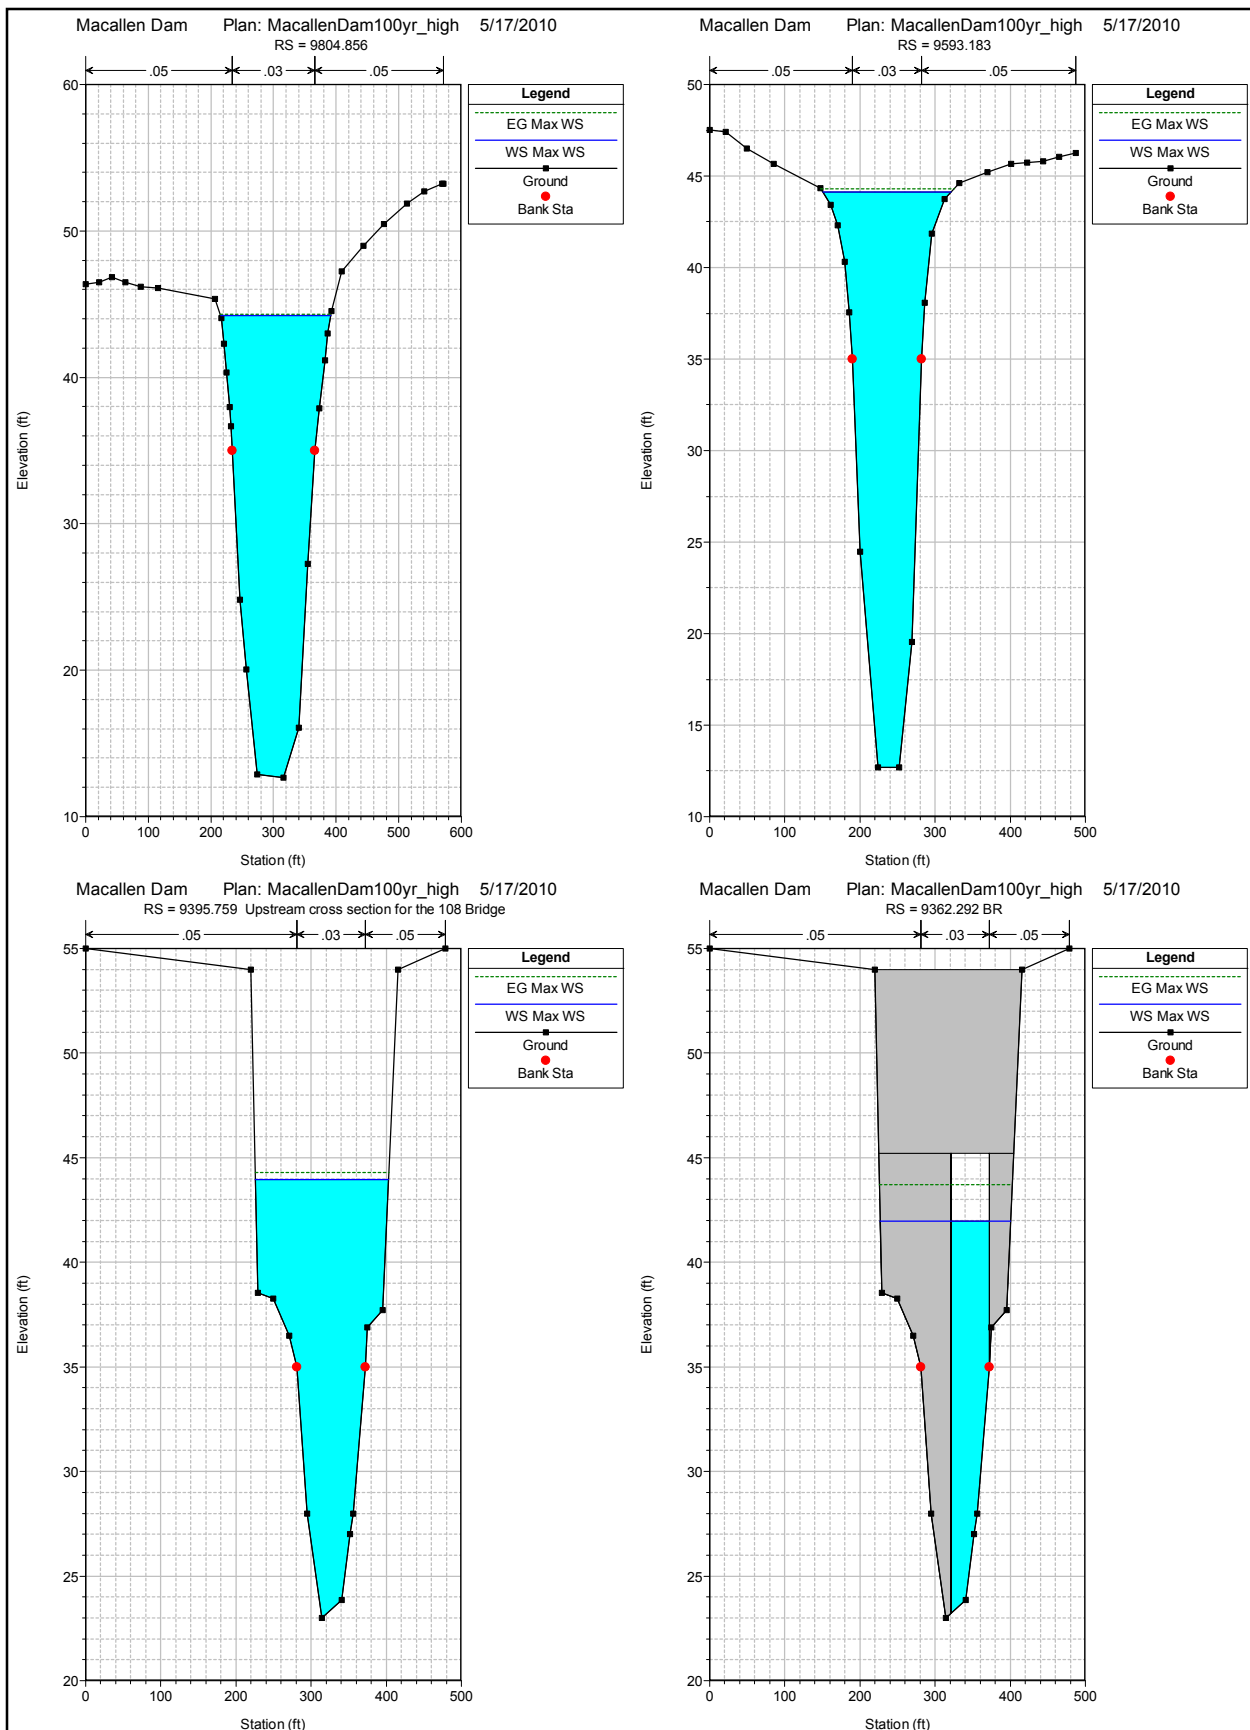 Macallen Dam Plan: MacallenDam100yr_high 5/17/2010
RS = 9804.856
.05 .03 .05
Legend
EG Max WS
WS Max WS
Ground
Bank Sta
60
50
40
30
20
10
0 100 200 300 400 500 600
Elevation (ft)
Station (ft)
Macallen Dam Plan: MacallenDam100yr_high 5/17/2010
RS = 9593.183
.05 .03 .05
Legend
EG Max WS
WS Max WS
Ground
Bank Sta
50
45
40
35
30
25
20
15
10
0 100 200 300 400 500
Elevation (ft)
Station (ft)
Macallen Dam Plan: MacallenDam100yr_high 5/17/2010
RS = 9395.759 Upstream cross section for the 108 Bridge
.05 .03 .05
Legend
EG Max WS
WS Max WS
Ground
Bank Sta
55
50
45
40
35
30
25
20
0 100 200 300 400 500
Elevation (ft)
Station (ft)
Macallen Dam Plan: MacallenDam100yr_high 5/17/2010
RS = 9362.292 BR
.05 .03 .05
Legend
EG Max WS
WS Max WS
Ground
Bank Sta
55
50
45
40
35
30
25
20
0 100 200 300 400 500
Elevation (ft)
Station (ft)